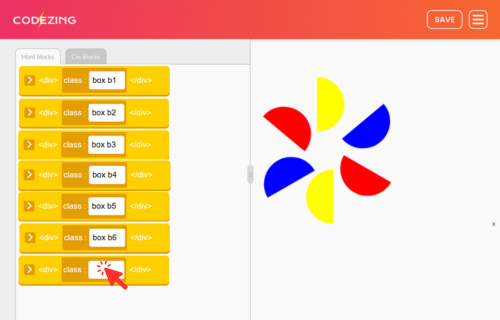 CODEZING
SAVE
Html blocks
Css blocks
<div> class : box b1 </div>
<div> class : box b2 </div>
<div> class : box b3 </div>
<div> class : box b4 </div>
<div> class : box b5 </div>
<div> class : box b6 </div>
<div> class : </div>
x